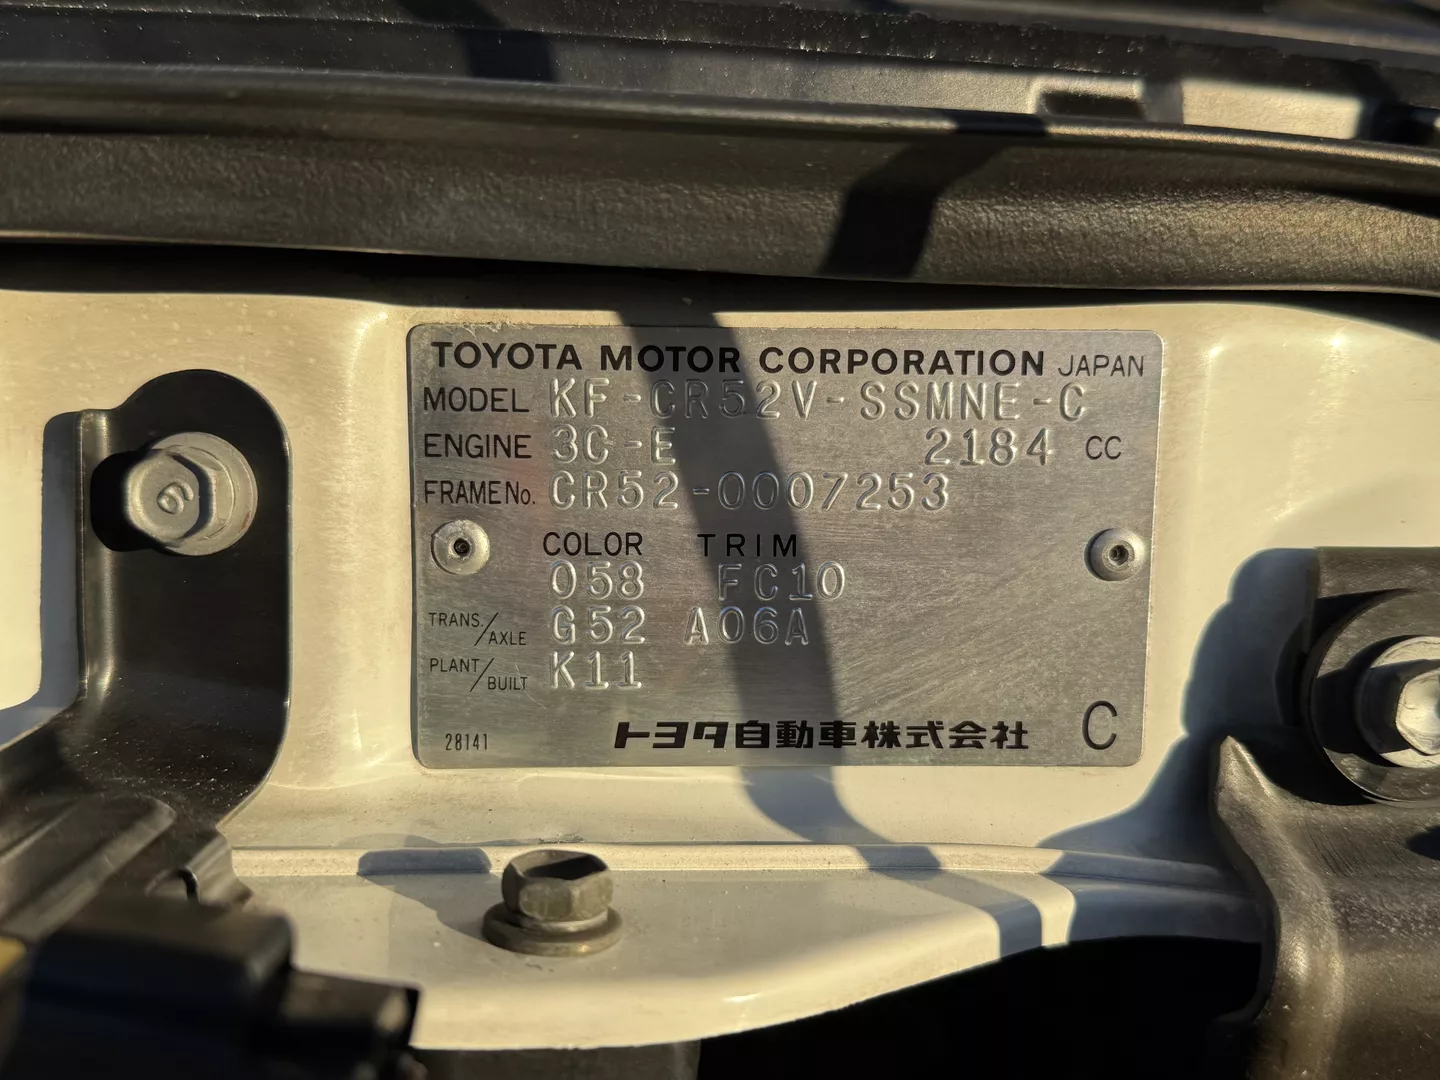 TOYOTA MOTOR CORPORATION JAPAN
MODEL KF-CR52V-SSMNE-C
ENGINE 3C-E 2184 CC
FRAME No. CR52-0007253
COLOR TRIM
058 FC10
TRANS./AXLE G52 A06A
PLANT/BUILT K11
28141 トヨタ自動車株式会社 C